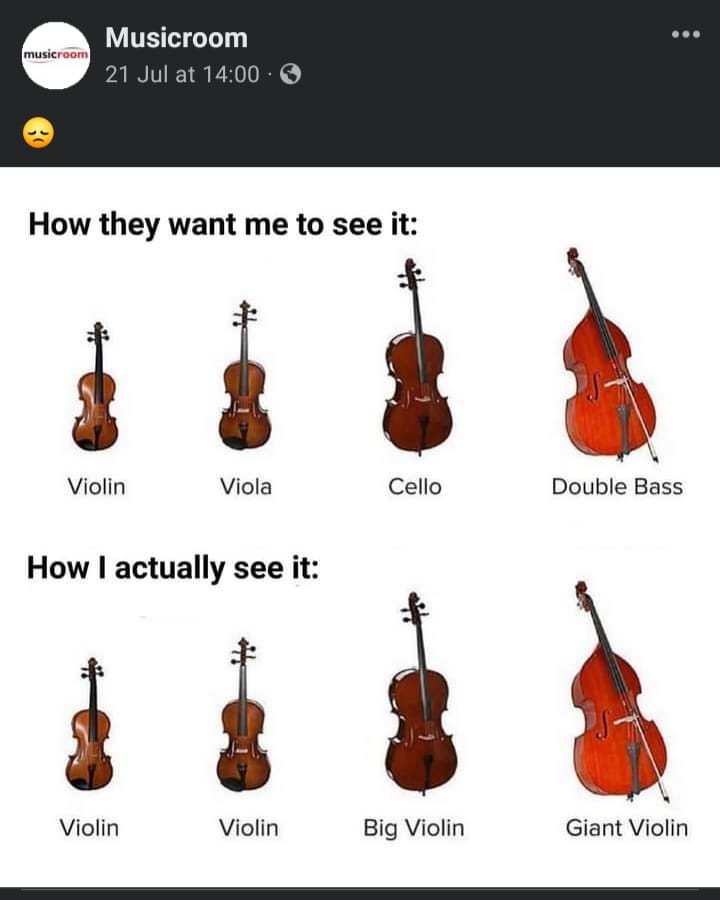 musicroom
Musicroom
21 Jul at 14:00 ·
How they want me to see it:
Violin Viola Cello Double Bass
How I actually see it:
Violin Violin Big Violin Giant Violin